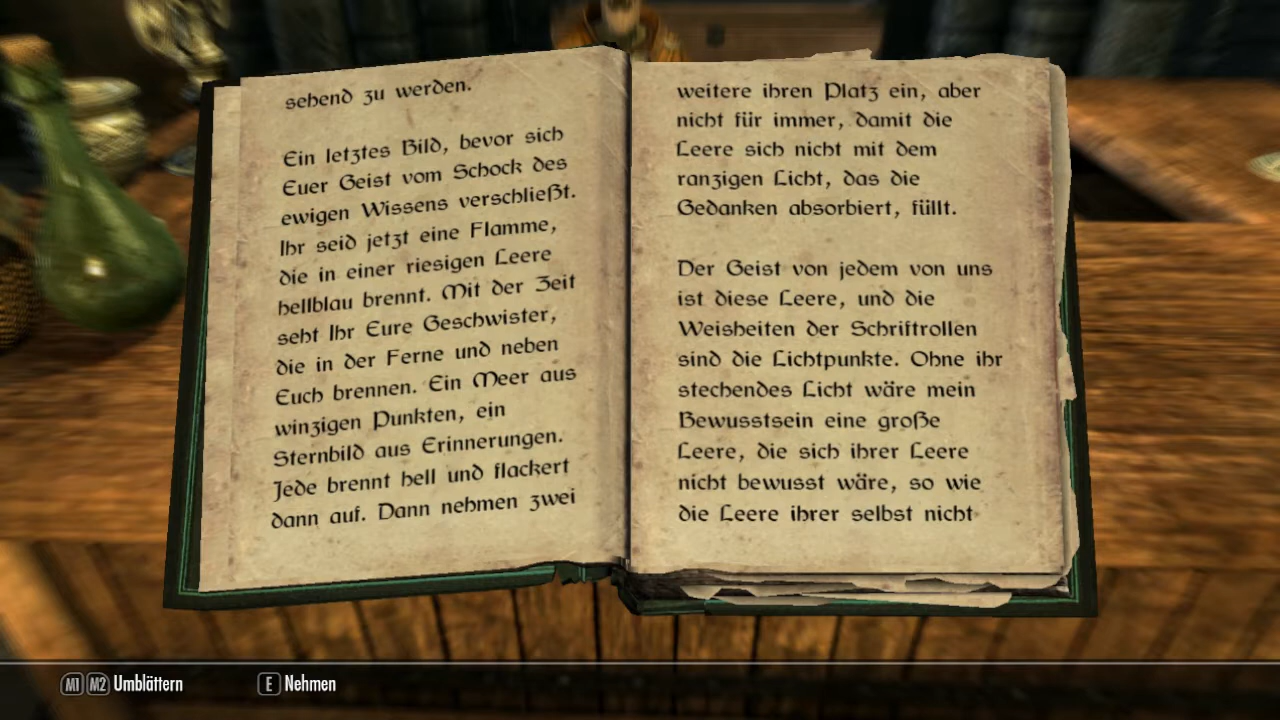 sehend zu werden.
Ein letztes Bild, bevor sich
Euer Geist vom Schock des
ewigen Wissens verschließt.
Ihr seid jetzt eine Flamme,
die in einer riesigen Leere
hellblau brennt. Mit der Zeit
seht Ihr Eure Geschwister,
die in der Ferne und neben
Euch brennen. Ein Meer aus
winzigen Punkten, ein
Sternbild aus Erinnerungen.
Jede brennt hell und flackert
dann auf. Dann nehmen zwei
weitere ihren Platz ein, aber
nicht für immer, damit die
Leere sich nicht mit dem
ranzigen Licht, das die
Gedanken absorbiert, füllt.
Der Geist von jedem von uns
ist diese Leere, und die
Weisheiten der Schriftrollen
sind die Lichtpunkte. Ohne ihr
stechendes Licht wäre mein
Bewusstsein eine große
Leere, die sich ihrer Leere
nicht bewusst wäre, so wie
die Leere ihrer selbst nicht
M1 M2 Umblättern
E Nehmen